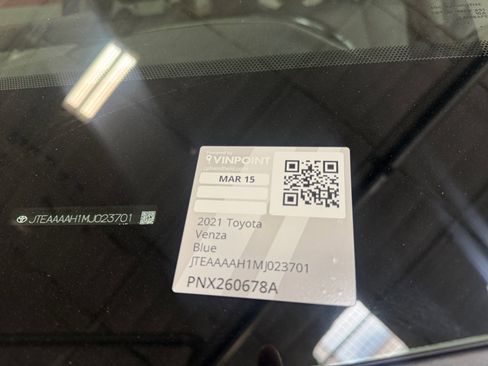 JTEAAAAH1MJ023701
VINPOINT
MAR 15
2021 Toyota
Venza
Blue
JTEAAAAH1MJ023701
PNX260678A